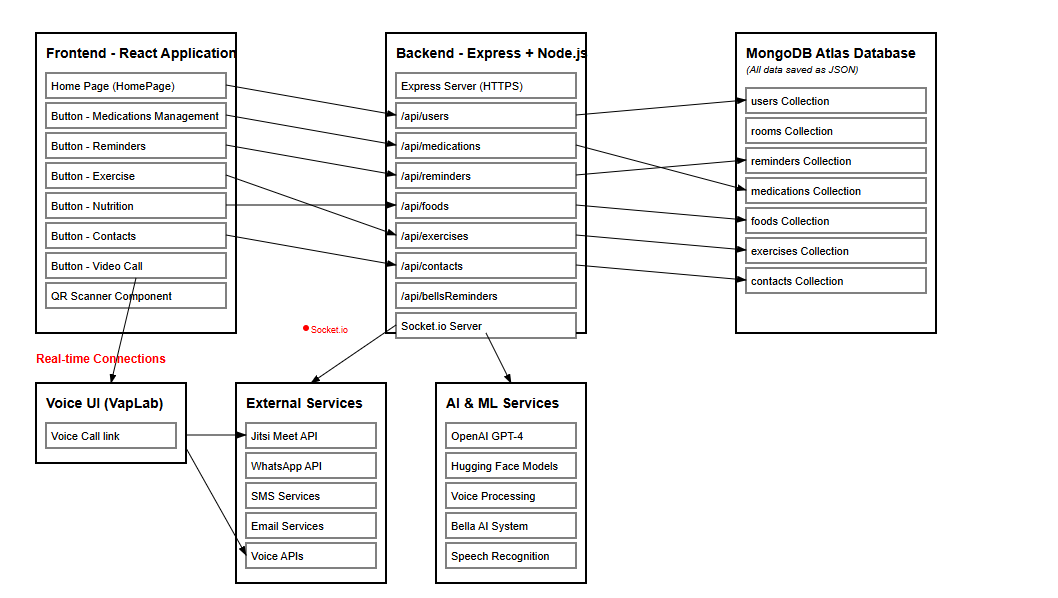 Frontend - React Application
Home Page (HomePage)
Button - Medications Management
Button - Reminders
Button - Exercise
Button - Nutrition
Button - Contacts
Button - Video Call
QR Scanner Component
Backend - Express + Node.js
Express Server (HTTPS)
/api/users
/api/medications
/api/reminders
/api/foods
/api/exercises
/api/contacts
/api/bellsReminders
Socket.io Server
MongoDB Atlas Database
(All data saved as JSON)
users Collection
rooms Collection
reminders Collection
medications Collection
foods Collection
exercises Collection
contacts Collection
Socket.io
Real-time Connections
Voice UI (VapLab)
Voice Call link
External Services
Jitsi Meet API
WhatsApp API
SMS Services
Email Services
Voice APIs
AI & ML Services
OpenAI GPT-4
Hugging Face Models
Voice Processing
Bella AI System
Speech Recognition